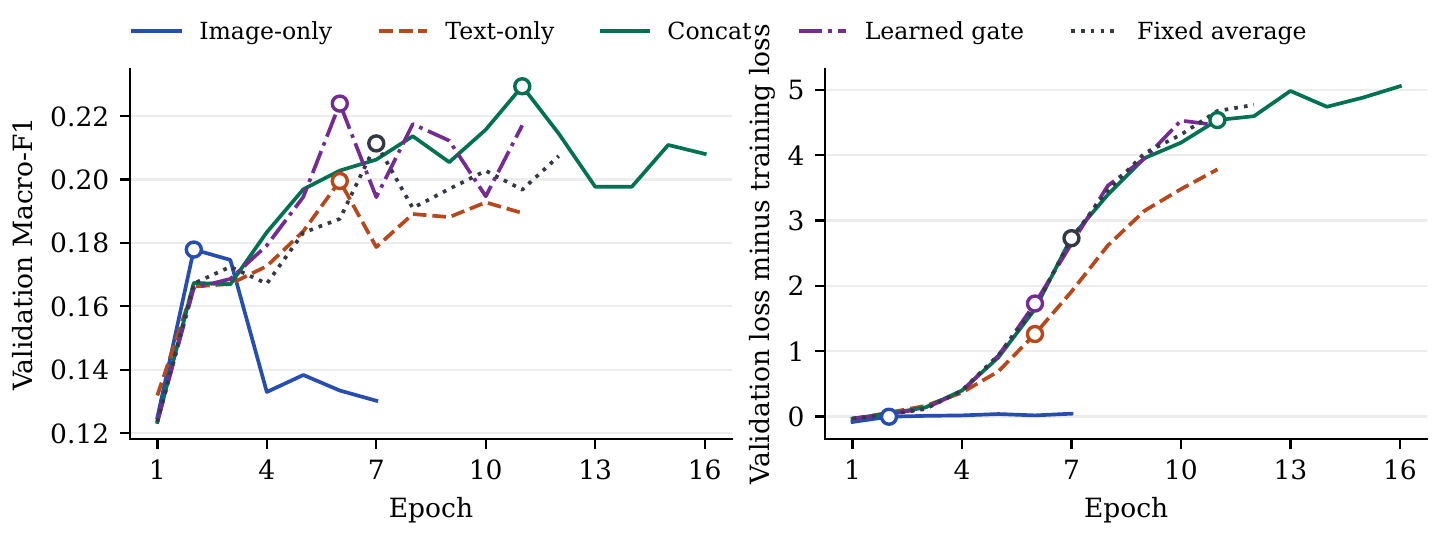 Image-only Text-only Concat Learned gate Fixed average
Validation Macro-F1
0.22
0.20
0.18
0.16
0.14
0.12
1 4 7 10 13 16
Epoch
Validation loss minus training loss
5
4
3
2
1
0
1 4 7 10 13 16
Epoch